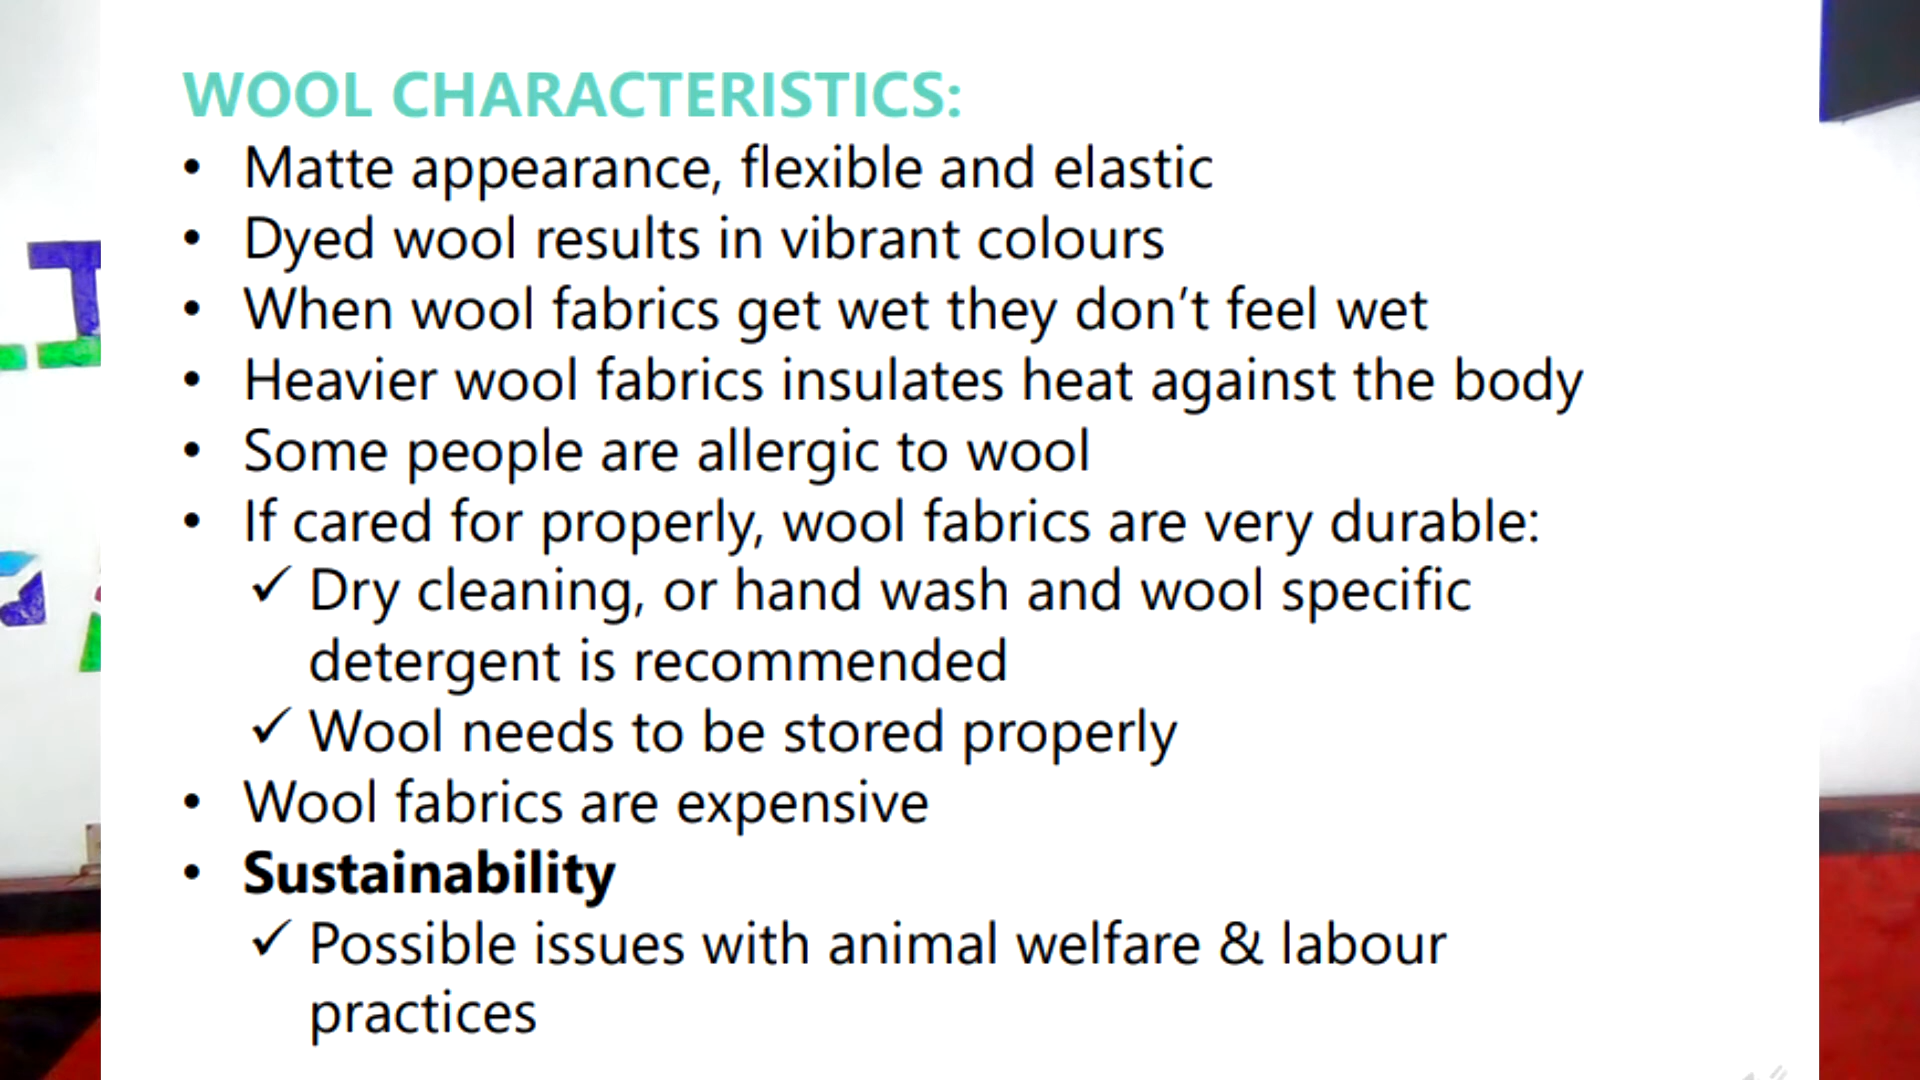 WOOL CHARACTERISTICS:
• Matte appearance, flexible and elastic
• Dyed wool results in vibrant colours
• When wool fabrics get wet they don’t feel wet
• Heavier wool fabrics insulates heat against the body
• Some people are allergic to wool
• If cared for properly, wool fabrics are very durable:
✓ Dry cleaning, or hand wash and wool specific
detergent is recommended
✓ Wool needs to be stored properly
• Wool fabrics are expensive
• Sustainability
✓ Possible issues with animal welfare & labour
practices